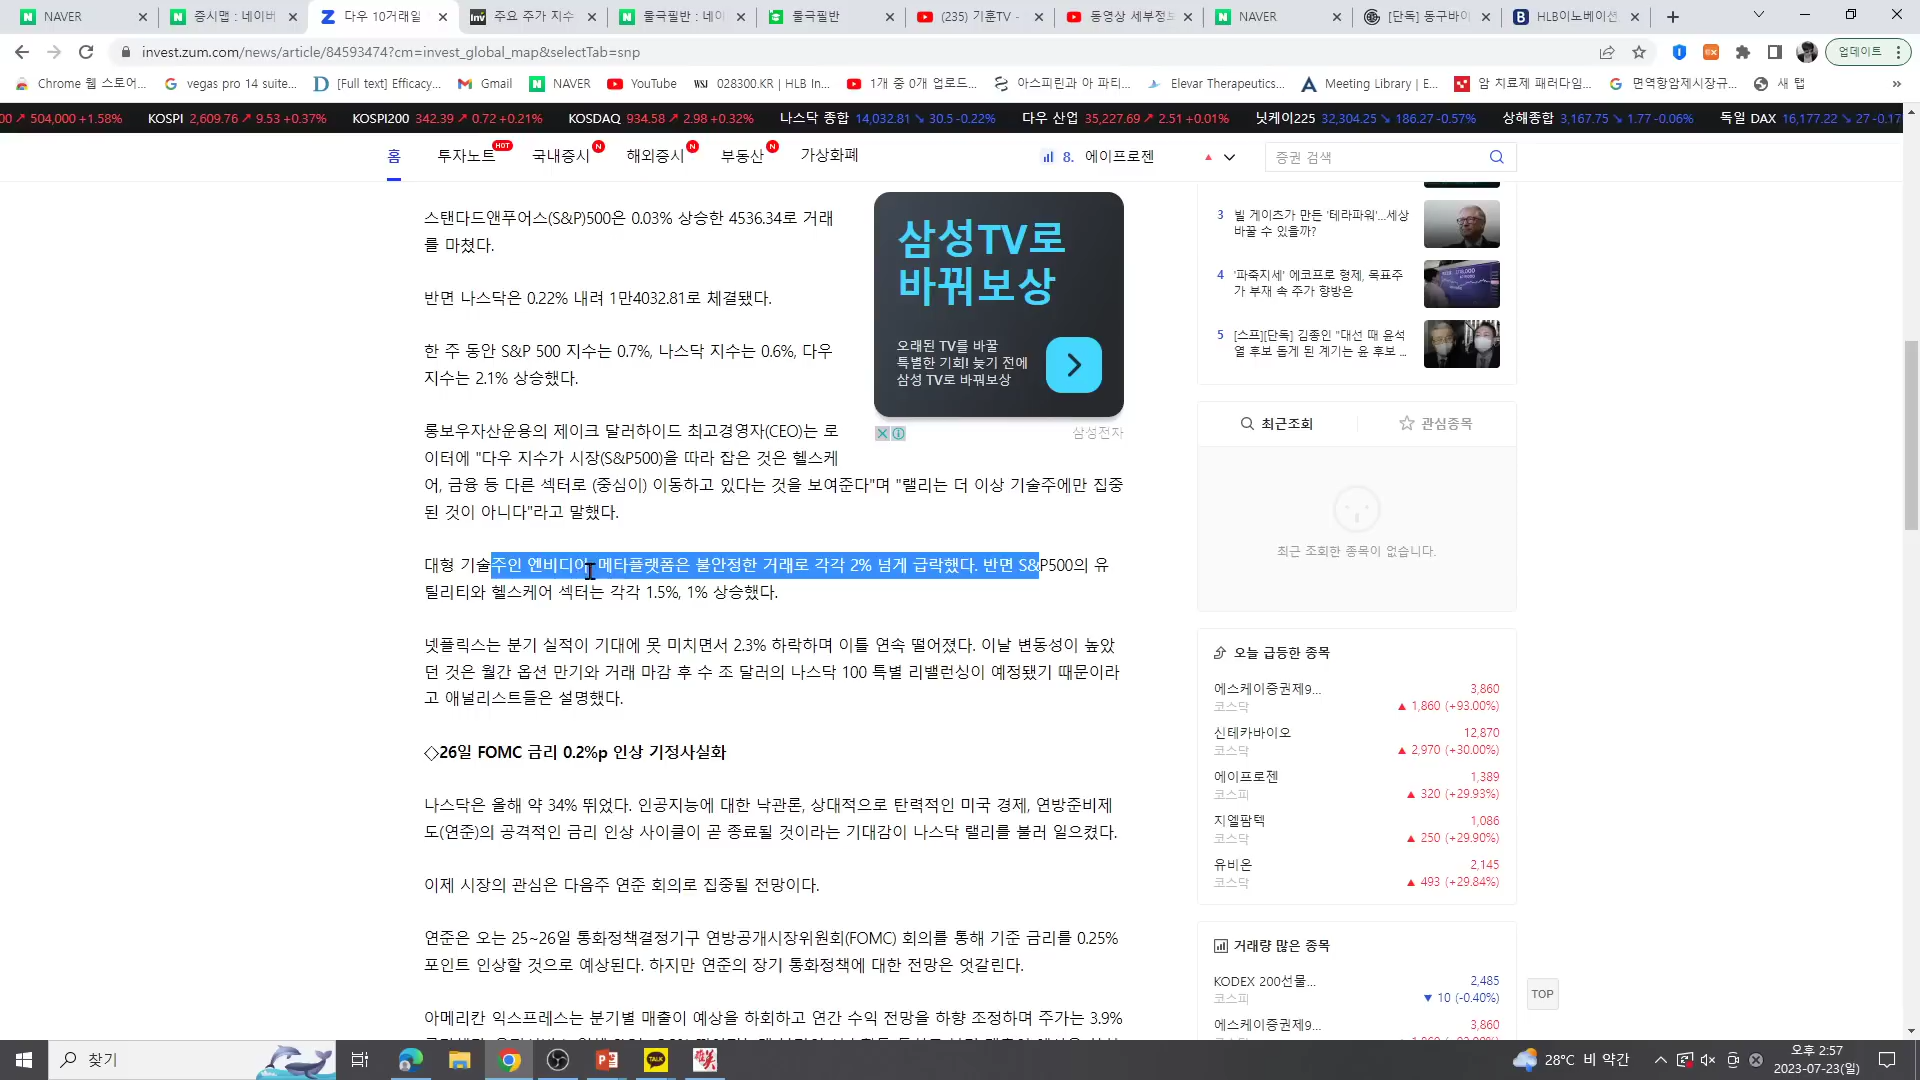 NAVER
증시맵 : 네이버
다우 10거래일
주요 주가 지수
둘국필반 : 네이
둘국필반
(235) 기훈TV -
동영상 세부정보
NAVER
[단독] 동구바이
HLB이노베이션
invest.zum.com/news/article/84593474?cm=invest_global_map&selectTab=snp
업데이트
Chrome 웹 스토어...
vegas pro 14 suite...
[Full text] Efficacy...
Gmail
NAVER
YouTube
WSJ 028300.KR | HLB In...
1개 중 0개 업로드...
아스피린과 아 파티...
Elevar Therapeutics...
Meeting Library | E...
암 치료제 패러다임...
면역항암제시장규...
새 탭
00 ↗ 504,000 +1.58%
KOSPI 2,609.76 ↗ 9.53 +0.37%
KOSPI200 342.39 ↗ 0.72 +0.21%
KOSDAQ 934.58 ↗ 2.98 +0.32%
나스닥 종합 14,032.81 ↘ 30.5 -0.22%
다우 산업 35,227.69 ↗ 2.51 +0.01%
닛케이225 32,304.25 ↘ 186.27 -0.57%
상해종합 3,167.75 ↘ 1.77 -0.06%
독일 DAX 16,177.22 ↘ 27 -0.17
홈
투자노트 HOT
국내증시 N
해외증시 N
부동산 N
가상화폐
8. 에이프로젠 ▲
증권 검색
스탠다드앤푸어스(S&P)500은 0.03% 상승한 4536.34로 거래
를 마쳤다.
반면 나스닥은 0.22% 내려 1만4032.81로 체결됐다.
한 주 동안 S&P 500 지수는 0.7%, 나스닥 지수는 0.6%, 다우
지수는 2.1% 상승했다.
롱보우자산운용의 제이크 달러하이드 최고경영자(CEO)는 로
이터에 "다우 지수가 시장(S&P500)을 따라 잡은 것은 헬스케
어, 금융 등 다른 섹터로 (중심이) 이동하고 있다는 것을 보여준다"며 "랠리는 더 이상 기술주에만 집중
된 것이 아니다"라고 말했다.
대형 기술주인 엔비디아, 메타플랫폼은 불안정한 거래로 각각 2% 넘게 급락했다. 반면 S&P500의 유
틸리티와 헬스케어 섹터는 각각 1.5%, 1% 상승했다.
넷플릭스는 분기 실적이 기대에 못 미치면서 2.3% 하락하며 이틀 연속 떨어졌다. 이날 변동성이 높았
던 것은 월간 옵션 만기와 거래 마감 후 수 조 달러의 나스닥 100 특별 리밸런싱이 예정됐기 때문이라
고 애널리스트들은 설명했다.
◇26일 FOMC 금리 0.2%p 인상 기정사실화
나스닥은 올해 약 34% 뛰었다. 인공지능에 대한 낙관론, 상대적으로 탄력적인 미국 경제, 연방준비제
도(연준)의 공격적인 금리 인상 사이클이 곧 종료될 것이라는 기대감이 나스닥 랠리를 불러 일으켰다.
이제 시장의 관심은 다음주 연준 회의로 집중될 전망이다.
연준은 오는 25~26일 통화정책결정기구 연방공개시장위원회(FOMC) 회의를 통해 기준 금리를 0.25%
포인트 인상할 것으로 예상된다. 하지만 연준의 장기 통화정책에 대한 전망은 엇갈린다.
아메리칸 익스프레스는 분기별 매출이 예상을 하회하고 연간 수익 전망을 하향 조정하며 주가는 3.9%
삼성TV로
바꿔보상
오래된 TV를 바꿀
특별한 기회! 늦기 전에
삼성 TV로 바꿔보상
삼성전자
3 빌 게이츠가 만든 '테라파워'...세상
바꿀 수 있을까?
4 '파죽지세' 에코프로 형제, 목표주
가 부재 속 주가 향방은
5 [스프][단독] 김종인 "대선 때 윤석
열 후보 돕게 된 계기는 윤 후보 ...
최근조회
관심종목
최근 조회한 종목이 없습니다.
오늘 급등한 종목
에스케이증권제9... 3,860
코스닥 ▲ 1,860 (+93.00%)
신테카바이오 12,870
코스닥 ▲ 2,970 (+30.00%)
에이프로젠 1,389
코스피 ▲ 320 (+29.93%)
지엘팜텍 1,086
코스닥 ▲ 250 (+29.90%)
유비온 2,145
코스닥 ▲ 493 (+29.84%)
거래량 많은 종목
KODEX 200선물... 2,485
코스피 ▼ 10 (-0.40%)
에스케이증권제9... 3,860
TOP
찾기
TALK
28°C 비 약간
오후 2:57
2023-07-23(일)